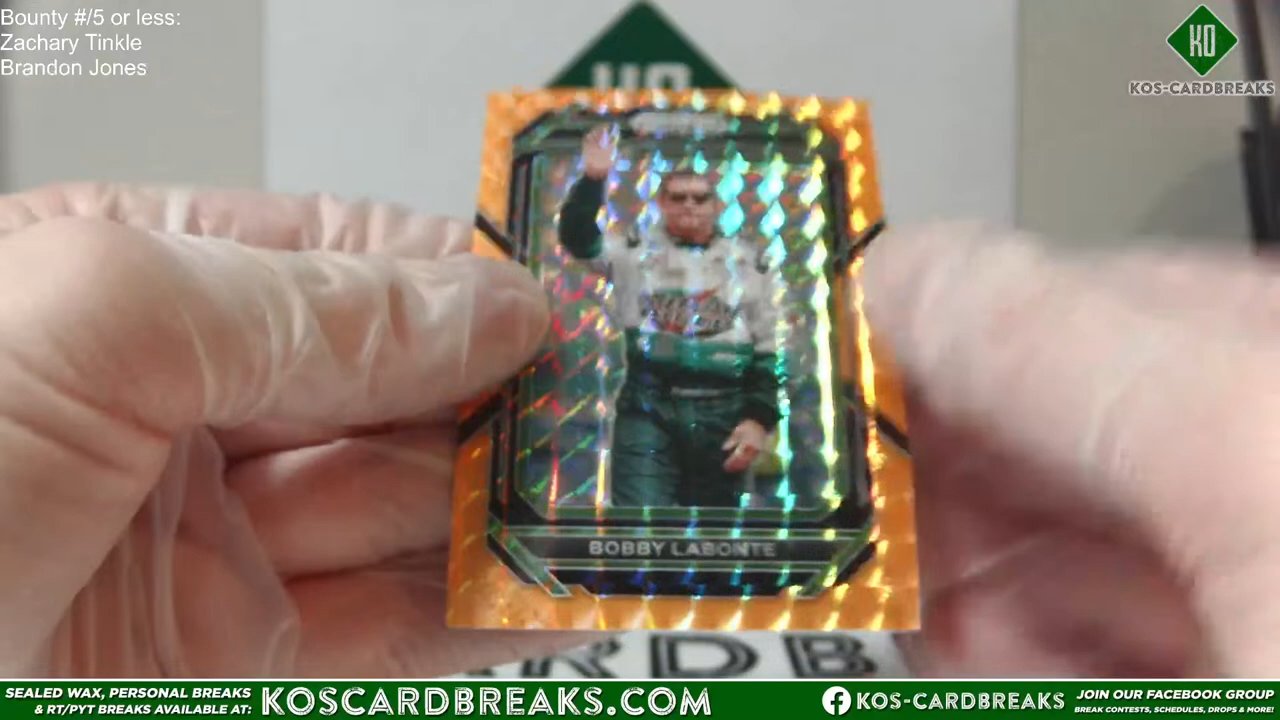 Bounty #/5 or less:
Zachary Tinkle
Brandon Jones
KO
KOS-CARDBREAKS
BOBBY LABONTE
RDB
SEALED WAX, PERSONAL BREAKS
& RT/PYT BREAKS AVAILABLE AT:
KOSCARDBREAKS.COM
KOS-CARDBREAKS
JOIN OUR FACEBOOK GROUP
BREAK CONTESTS, SCHEDULES, DROPS & MORE!